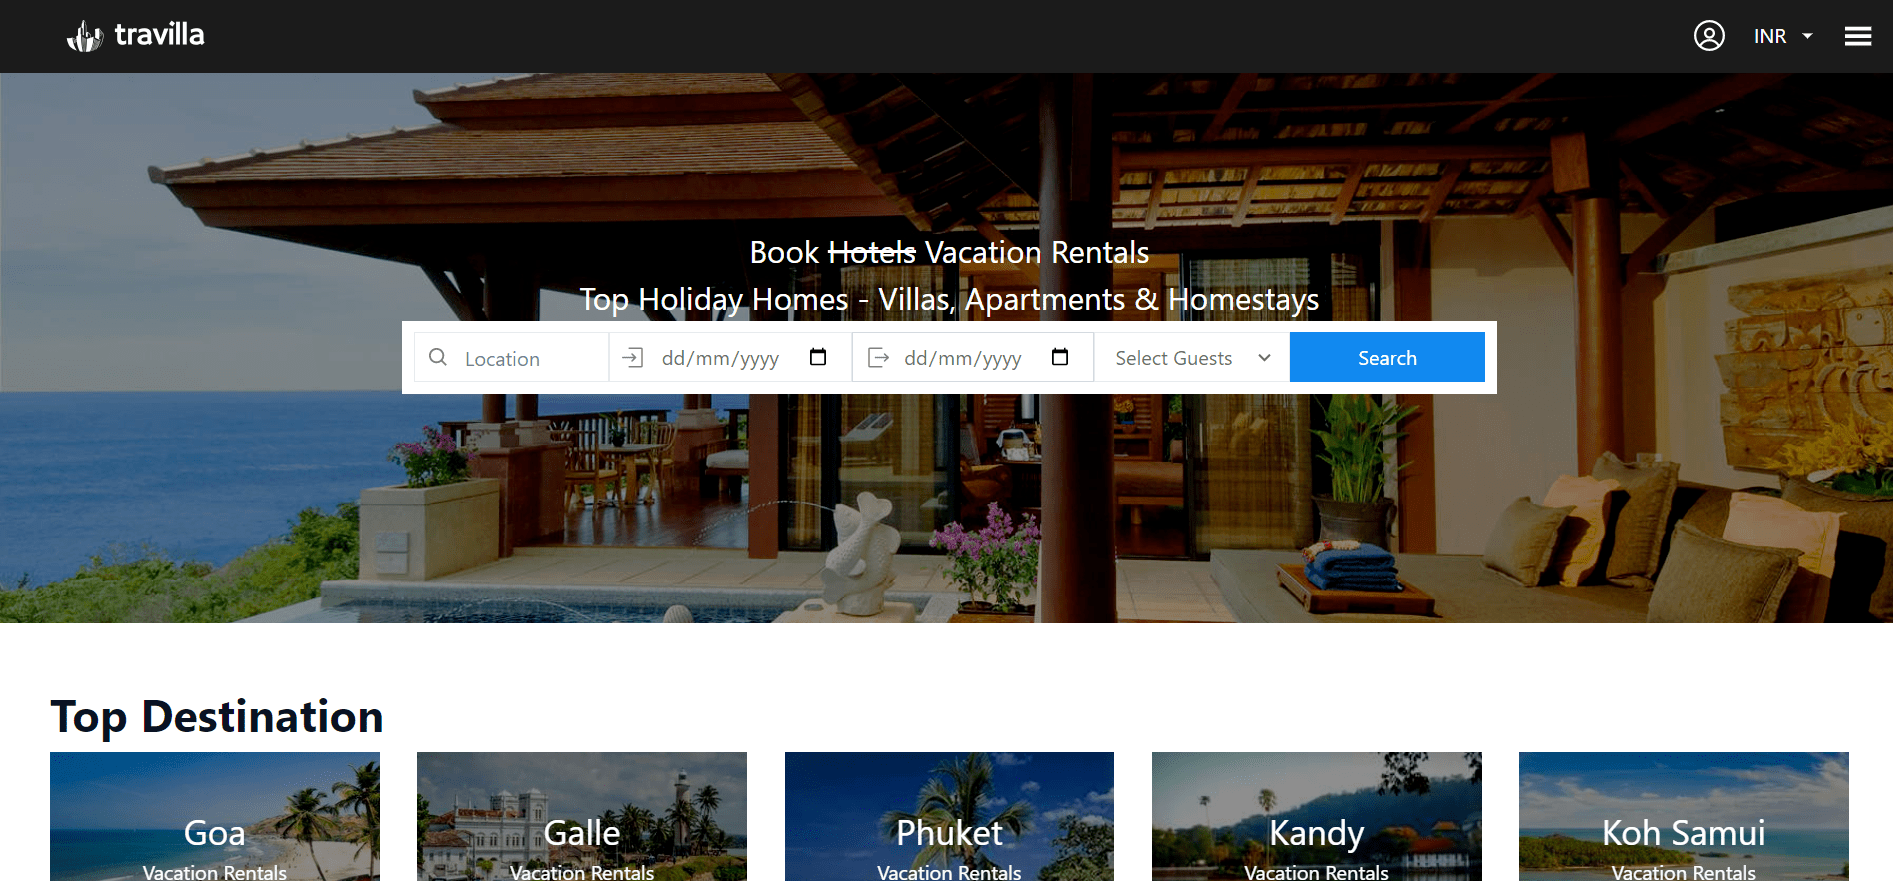 travilla
INR
Book Hotels Vacation Rentals
Top Holiday Homes - Villas, Apartments & Homestays
Location
dd/mm/yyyy
dd/mm/yyyy
Select Guests
Search
Top Destination
Goa
Vacation Rentals
Galle
Vacation Rentals
Phuket
Vacation Rentals
Kandy
Vacation Rentals
Koh Samui
Vacation Rentals